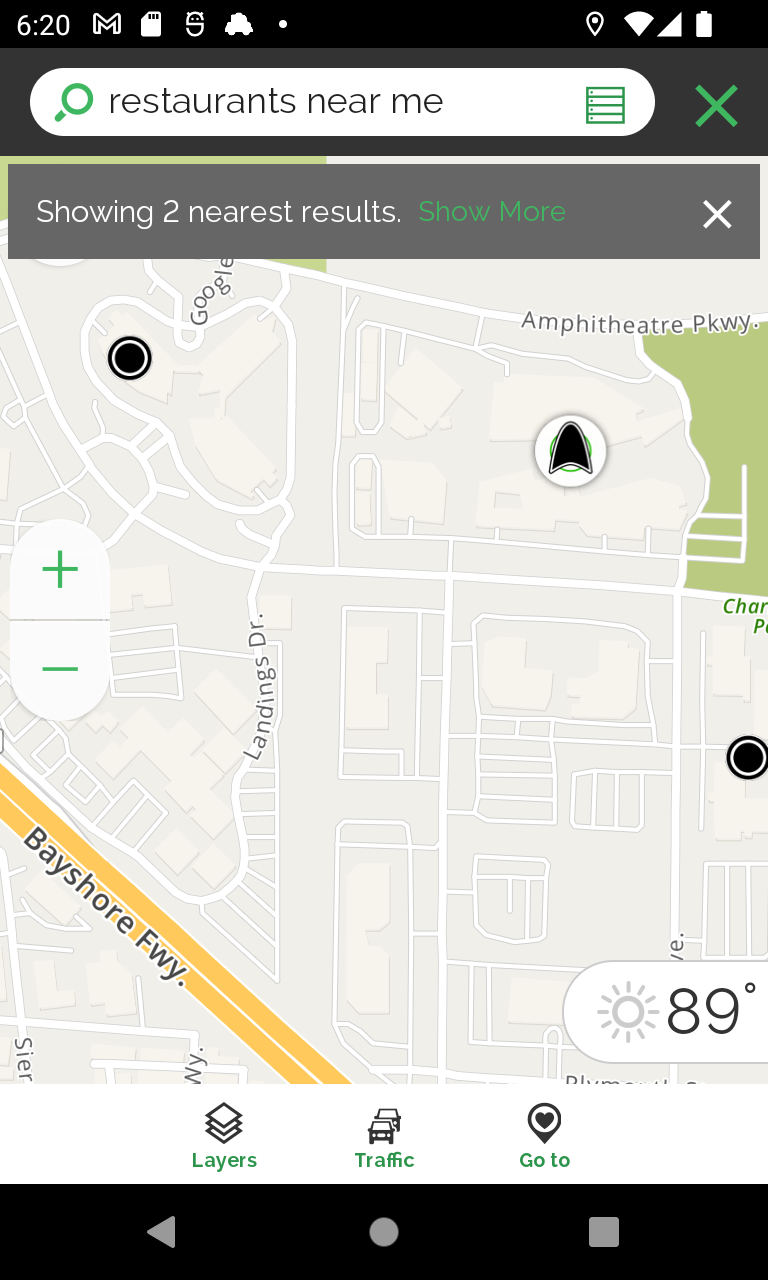 6:20
restaurants near me
Showing 2 nearest results. Show More
Google
Amphitheatre Pkwy.
Landings Dr.
Bayshore Fwy.
89°
Layers
Traffic
Go to